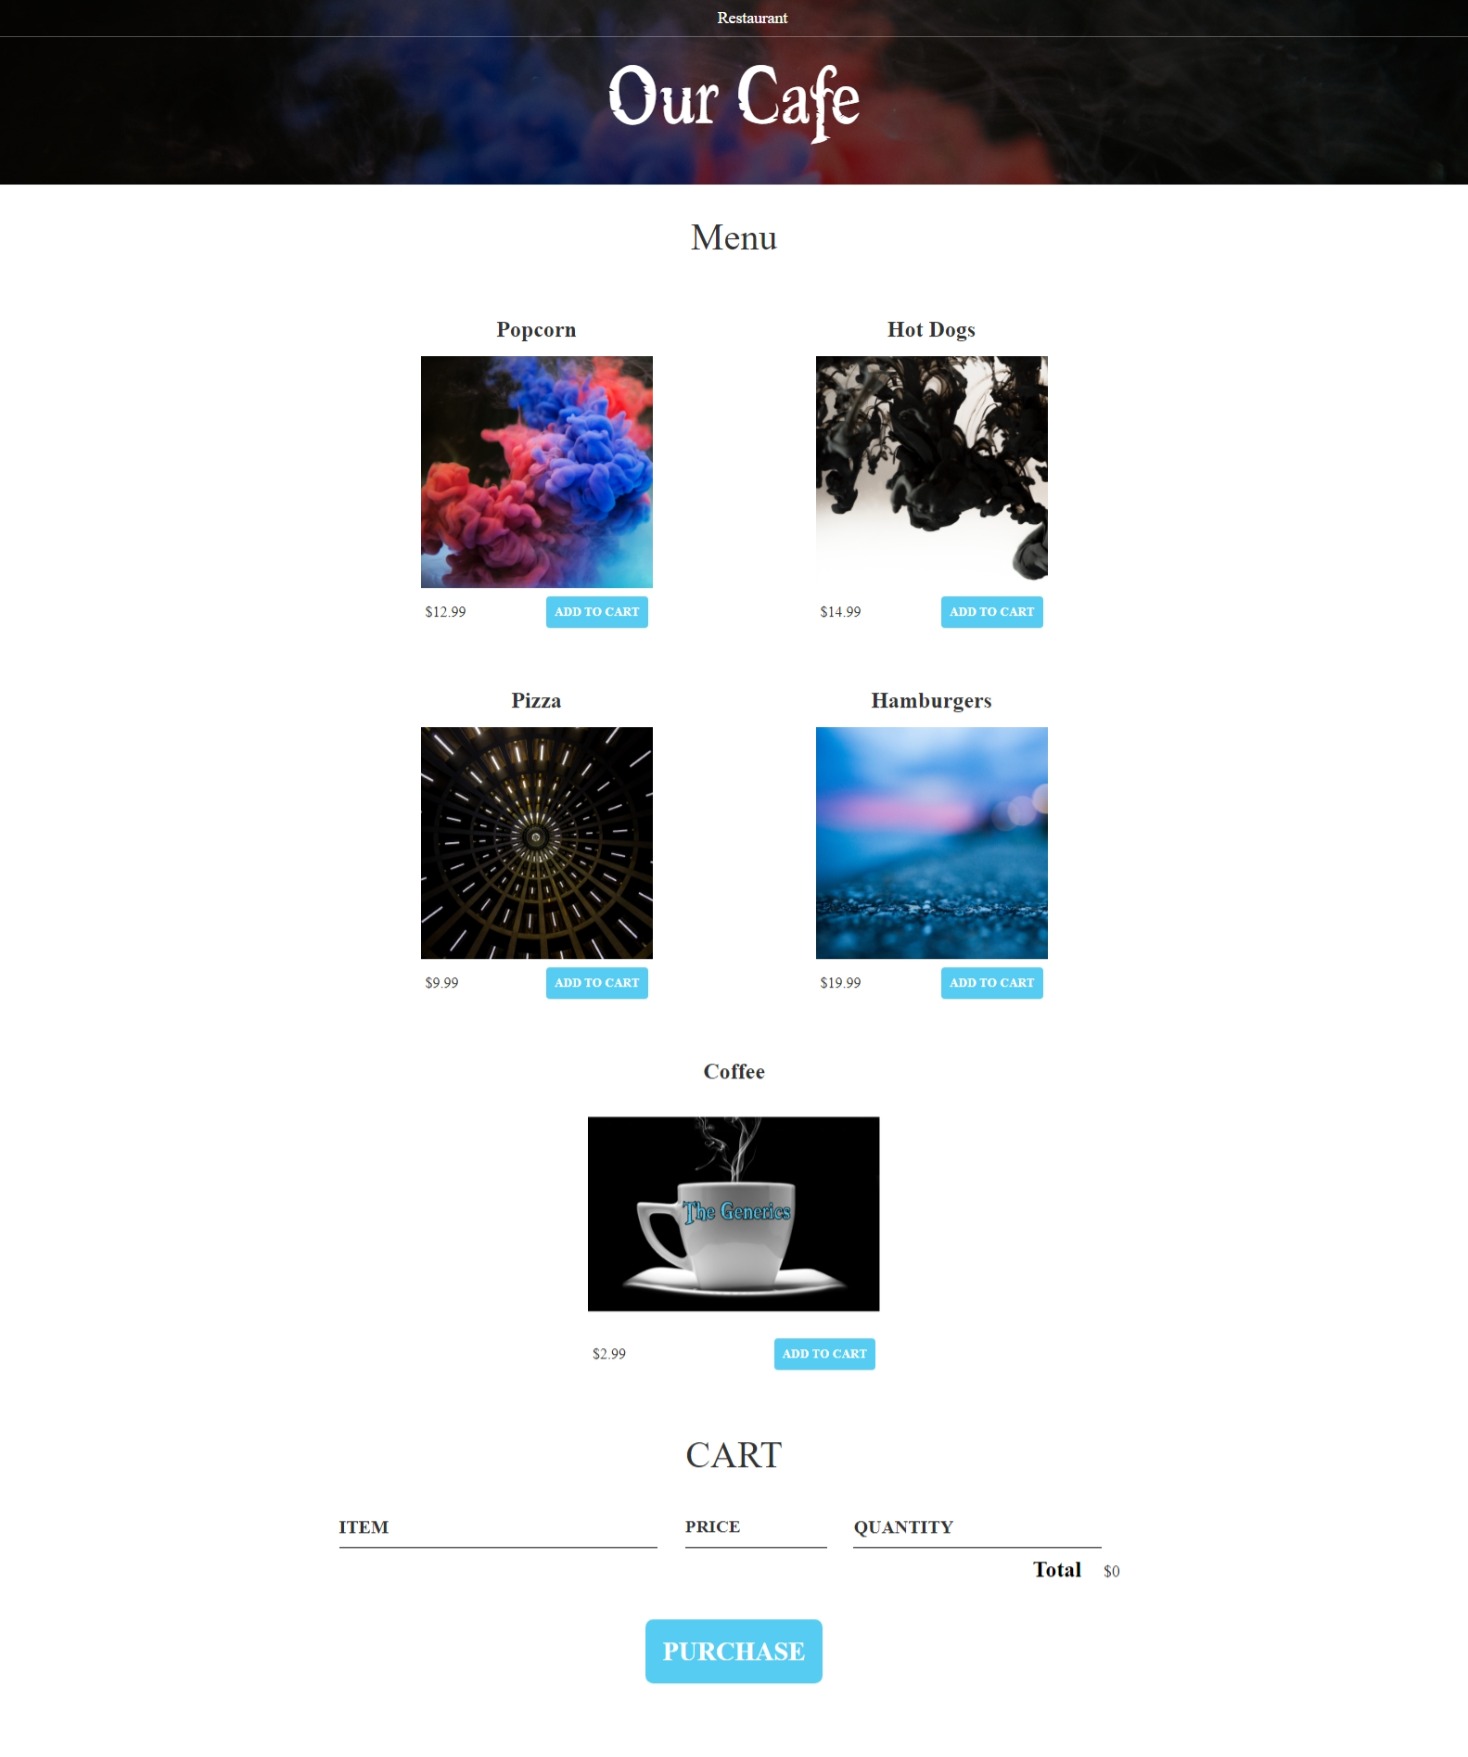 Restaurant
Our Cafe
Menu
Popcorn
Hot Dogs
$12.99
ADD TO CART
$14.99
ADD TO CART
Pizza
Hamburgers
$9.99
ADD TO CART
$19.99
ADD TO CART
Coffee
The Generics
$2.99
ADD TO CART
CART
ITEM
PRICE
QUANTITY
Total $0
PURCHASE